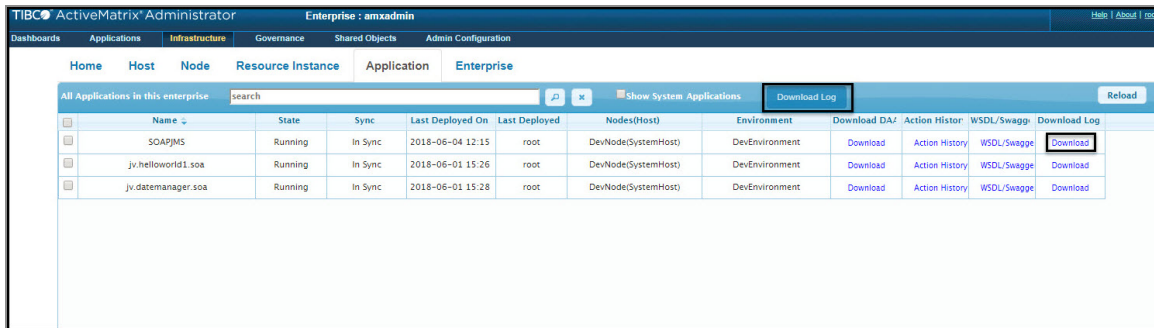 TIBCO ActiveMatrix® Administrator Enterprise : amxadmin Help | About | roo
Dashboards Applications Infrastructure Governance Shared Objects Admin Configuration
Home Host Node Resource Instance Application Enterprise
All Applications in this enterprise search Show System Applications Download Log Reload
Name State Sync Last Deployed On Last Deployed Nodes(Host) Environment Download DAA Action Histor WSDL/Swagge Download Log
SOAPJMS Running In Sync 2018-06-04 12:15 root DevNode(SystemHost) DevEnvironment Download Action History WSDL/Swagge Download
jv.helloworld1.soa Running In Sync 2018-06-01 15:26 root DevNode(SystemHost) DevEnvironment Download Action History WSDL/Swagge Download
jv.datemanager.soa Running In Sync 2018-06-01 15:28 root DevNode(SystemHost) DevEnvironment Download Action History WSDL/Swagge Download